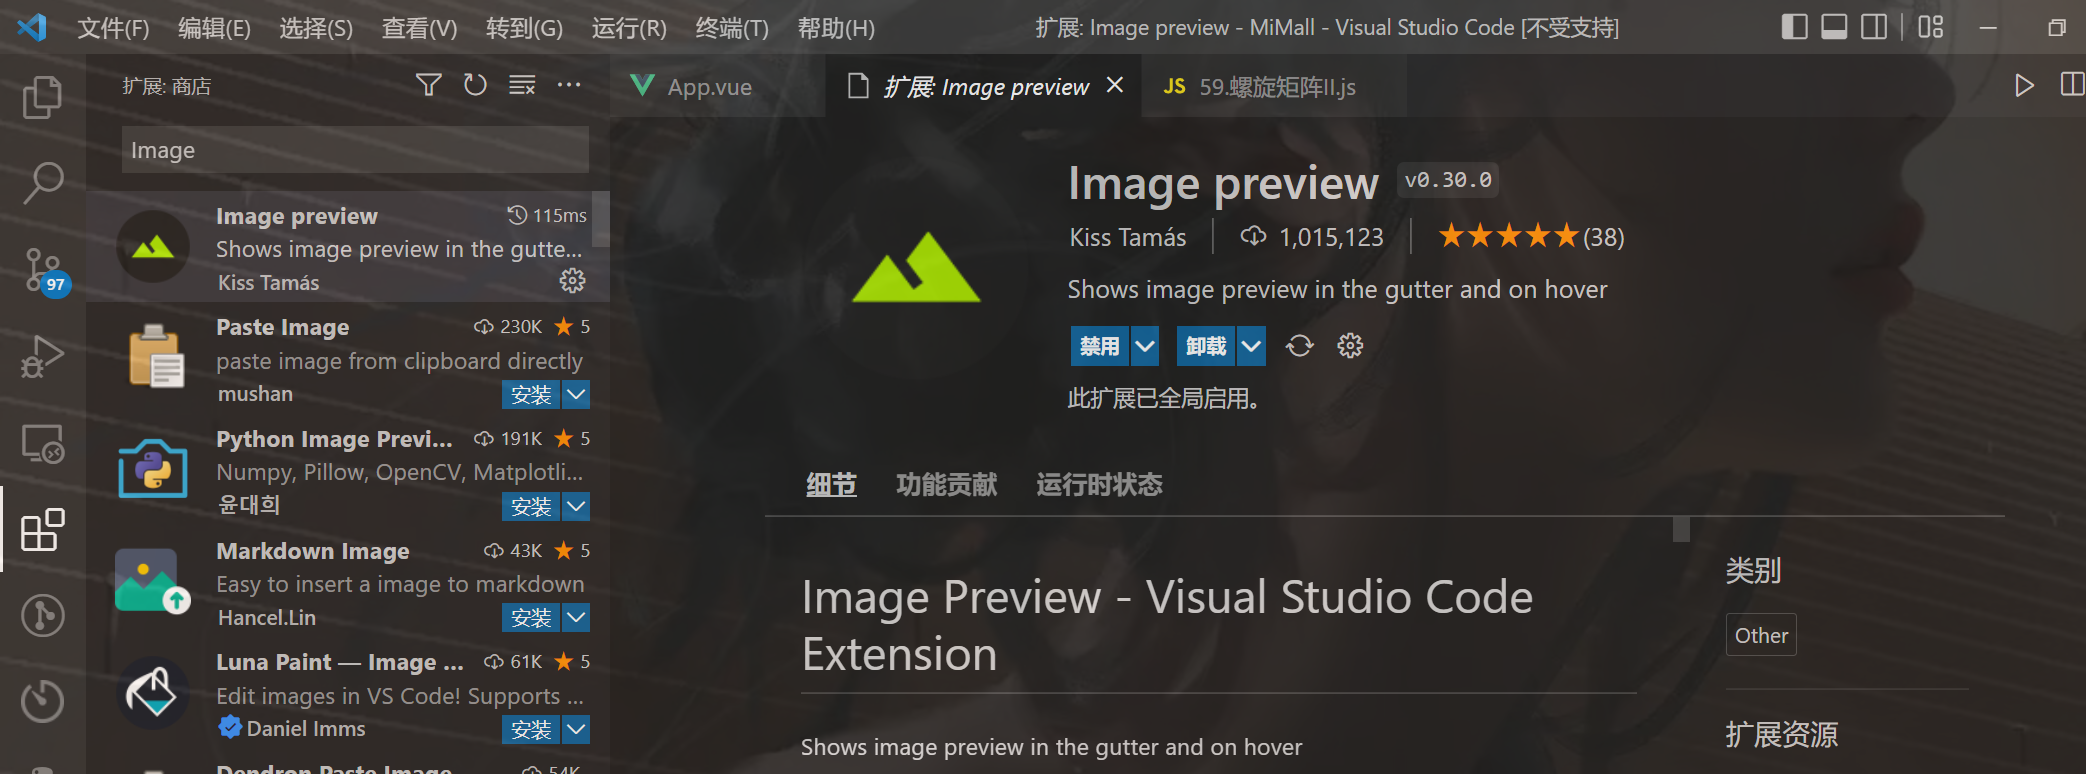 文件(F) 编辑(E) 选择(S) 查看(V) 转到(G) 运行(R) 终端(T) 帮助(H) 扩展: Image preview - MiMall - Visual Studio Code [不受支持]
扩展: 商店
App.vue 扩展: Image preview JS 59.螺旋矩阵II.js
Image
Image preview 115ms
Shows image preview in the gutte...
Kiss Tamás
97
Paste Image 230K 5
paste image from clipboard directly
mushan 安装
Python Image Previ... 191K 5
Numpy, Pillow, OpenCV, Matplotli...
윤대희 安装
Markdown Image 43K 5
Easy to insert a image to markdown
Hancel.Lin 安装
Luna Paint — Image ... 61K 5
Edit images in VS Code! Supports ...
Daniel Imms 安装
Dendron Paste Image 54K
Image preview v0.30.0
Kiss Tamás 1,015,123 (38)
Shows image preview in the gutter and on hover
禁用 卸载
此扩展已全局启用。
细节 功能贡献 运行时状态
Image Preview - Visual Studio Code
Extension
Shows image preview in the gutter and on hover
类别
Other
扩展资源